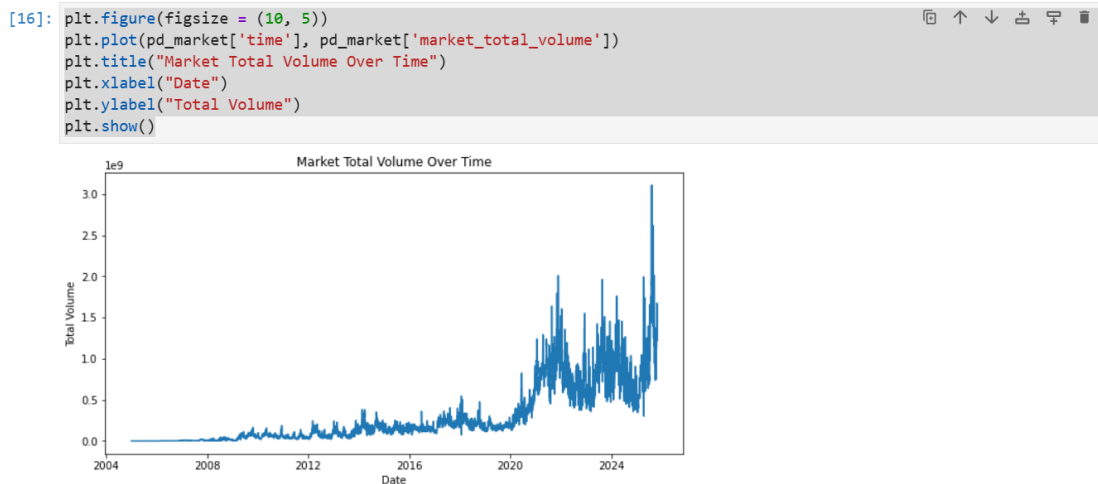 [16]: plt.figure(figsize = (10, 5))
plt.plot(pd_market['time'], pd_market['market_total_volume'])
plt.title("Market Total Volume Over Time")
plt.xlabel("Date")
plt.ylabel("Total Volume")
plt.show()
Market Total Volume Over Time
1e9
3.0
2.5
2.0
1.5
1.0
0.5
0.0
Total Volume
2004 2008 2012 2016 2020 2024
Date